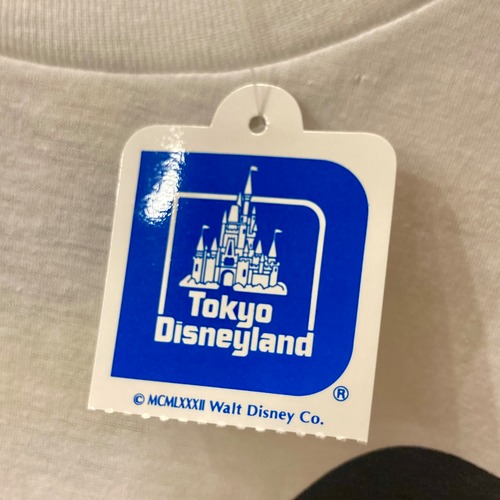 Tokyo
Disneyland
®
© MCMLXXXII Walt Disney Co.